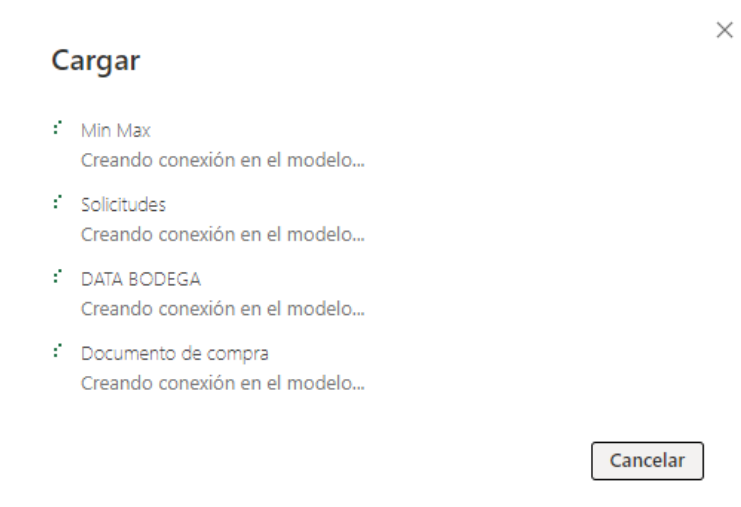 Cargar
Min Max
Creando conexión en el modelo...
Solicitudes
Creando conexión en el modelo...
DATA BODEGA
Creando conexión en el modelo...
Documento de compra
Creando conexión en el modelo...
Cancelar